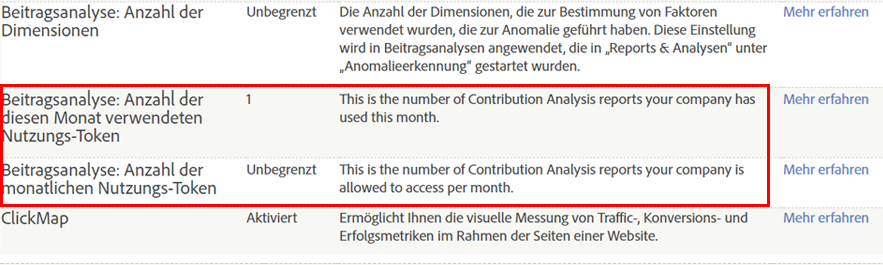 Beitragsanalyse: Anzahl der Dimensionen
Unbegrenzt
Die Anzahl der Dimensionen, die zur Bestimmung von Faktoren
verwendet wurden, die zur Anomalie geführt haben. Diese Einstellung
wird in Beitragsanalysen angewendet, die in „Reports & Analysen“ unter
„Anomalieerkennung“ gestartet wurden.
Mehr erfahren
Beitragsanalyse: Anzahl der
diesen Monat verwendeten
Nutzungs-Token
1
This is the number of Contribution Analysis reports your company has
used this month.
Mehr erfahren
Beitragsanalyse: Anzahl der
monatlichen Nutzungs-Token
Unbegrenzt
This is the number of Contribution Analysis reports your company is
allowed to access per month.
Mehr erfahren
ClickMap
Aktiviert
Ermöglicht Ihnen die visuelle Messung von Traffic-, Konversions- und
Erfolgsmetriken im Rahmen der Seiten einer Website.
Mehr erfahren